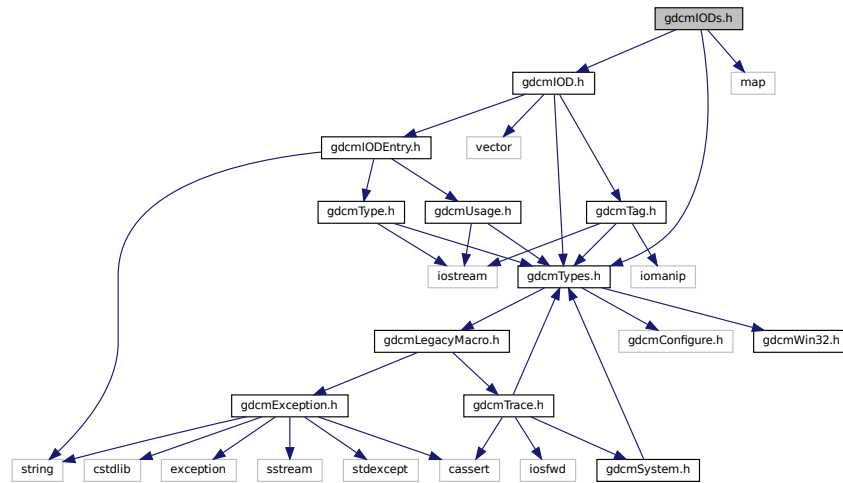 gdcmIODs.h
gdcmIOD.h
map
gdcmIODEntry.h
vector
gdcmType.h
gdcmUsage.h
gdcmTag.h
iostream
gdcmTypes.h
iomanip
gdcmLegacyMacro.h
gdcmConfigure.h
gdcmWin32.h
gdcmException.h
gdcmTrace.h
string
cstdlib
exception
sstream
stdexcept
cassert
iosfwd
gdcmSystem.h